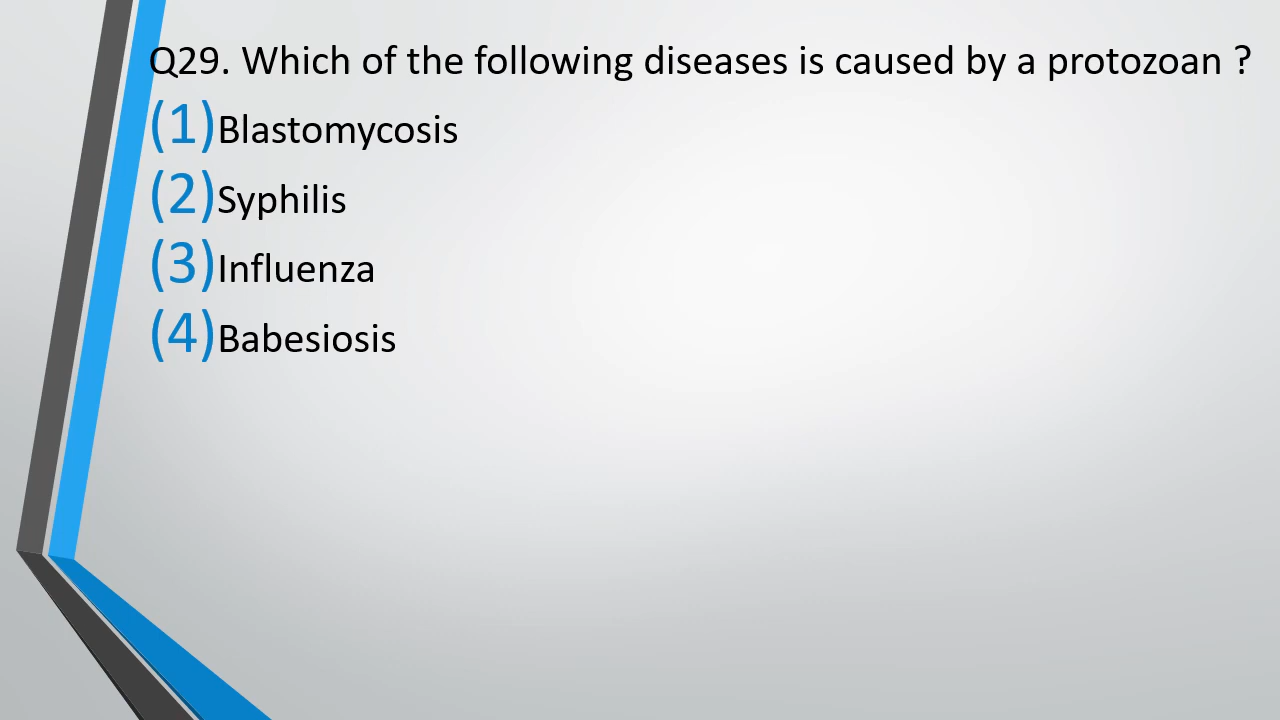 Q29. Which of the following diseases is caused by a protozoan ?
(1)Blastomycosis
(2)Syphilis
(3)Influenza
(4)Babesiosis